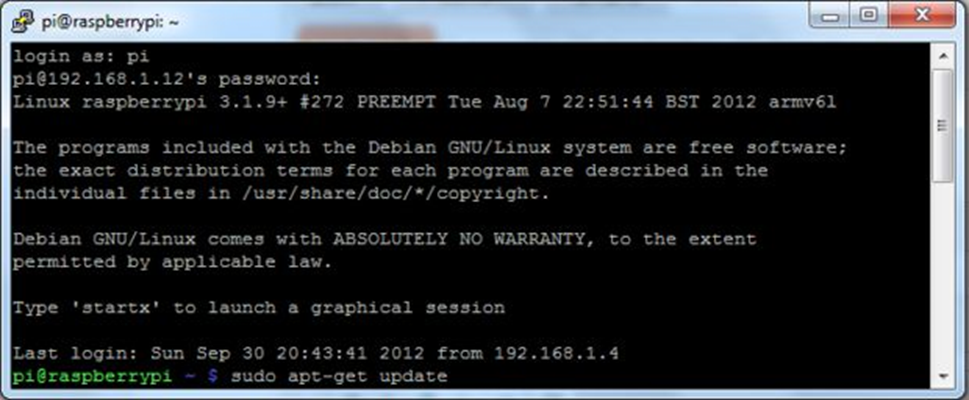 pi@raspberrypi: ~
login as: pi
pi@192.168.1.12's password:
Linux raspberrypi 3.1.9+ #272 PREEMPT Tue Aug 7 22:51:44 BST 2012 armv6l
The programs included with the Debian GNU/Linux system are free software;
the exact distribution terms for each program are described in the
individual files in /usr/share/doc/*/copyright.
Debian GNU/Linux comes with ABSOLUTELY NO WARRANTY, to the extent
permitted by applicable law.
Type 'startx' to launch a graphical session
Last login: Sun Sep 30 20:43:41 2012 from 192.168.1.4
pi@raspberrypi ~ $ sudo apt-get update